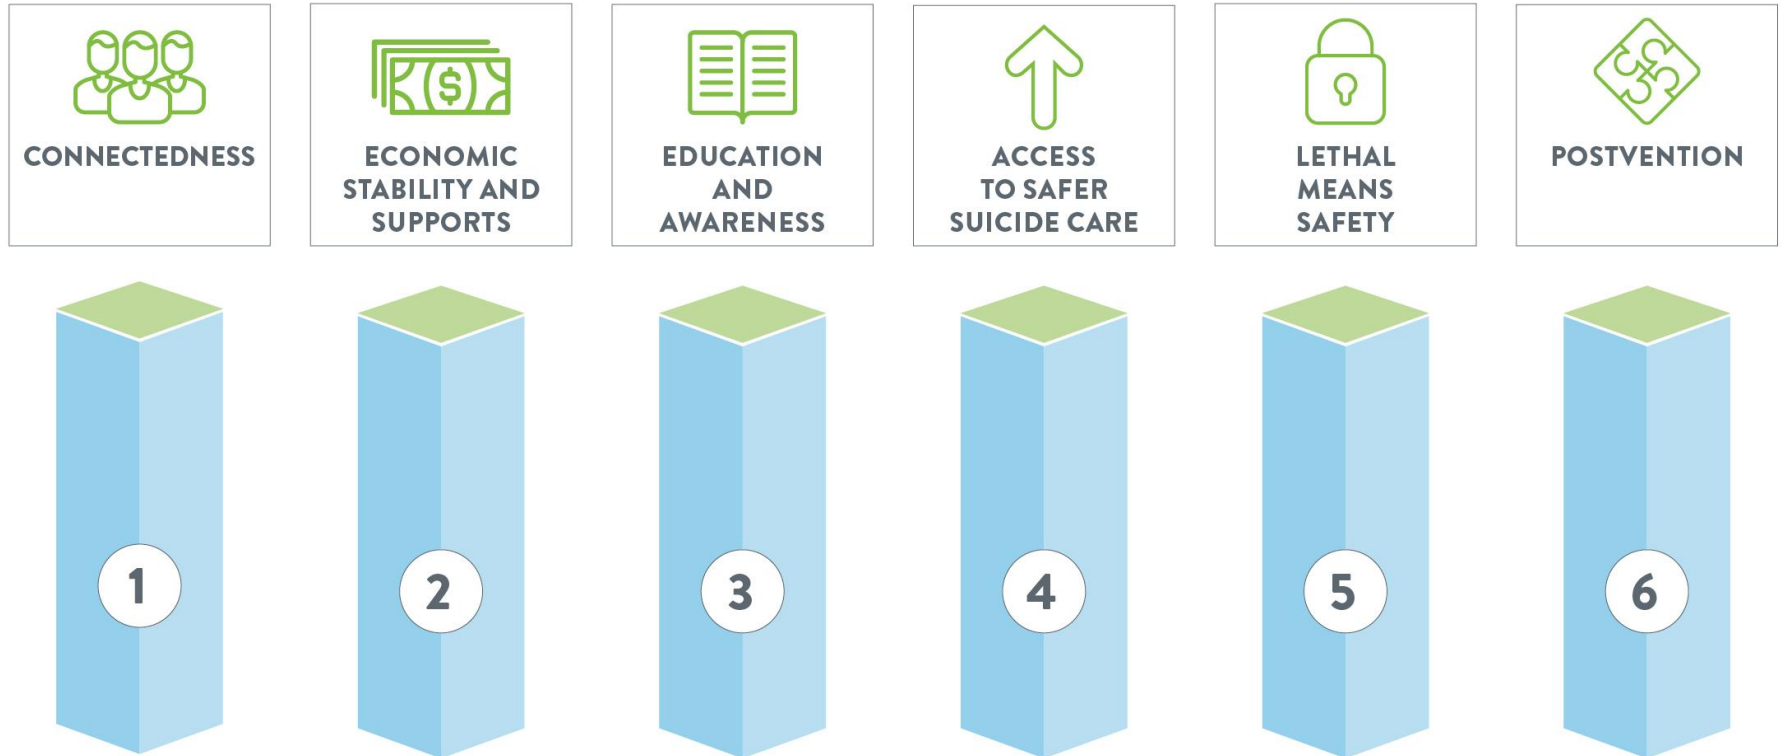 CONNECTEDNESS
ECONOMIC
STABILITY AND
SUPPORTS
EDUCATION
AND
AWARENESS
ACCESS
TO SAFER
SUICIDE CARE
LETHAL
MEANS
SAFETY
POSTVENTION
$
1
2
3
4
5
6